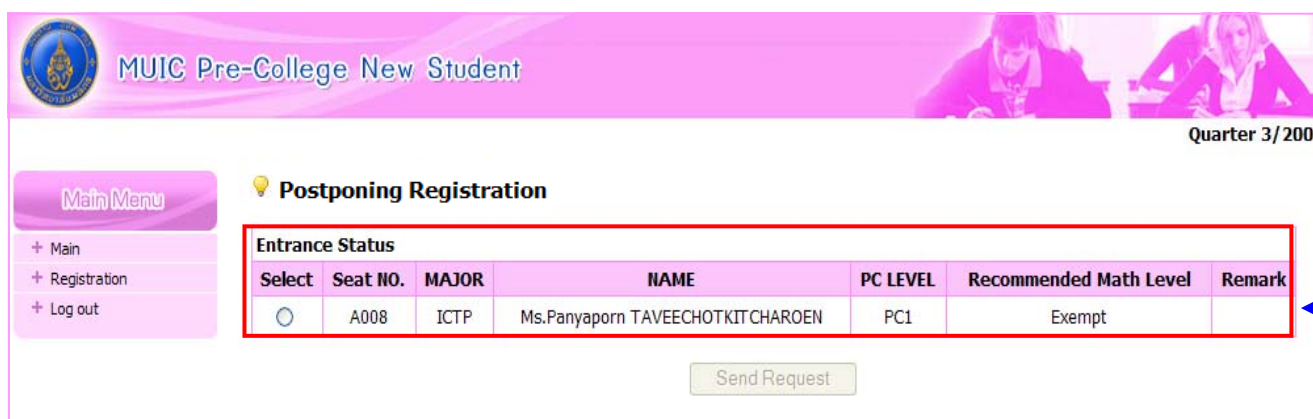 MUIC Pre-College New Student
Quarter 3/200
Main Menu
+ Main
+ Registration
+ Log out
Postponing Registration
Entrance Status
Select Seat NO. MAJOR NAME PC LEVEL Recommended Math Level Remark
A008 ICTP Ms.Panyaporn TAVEECHOTKITCHAROEN PC1 Exempt
Send Request